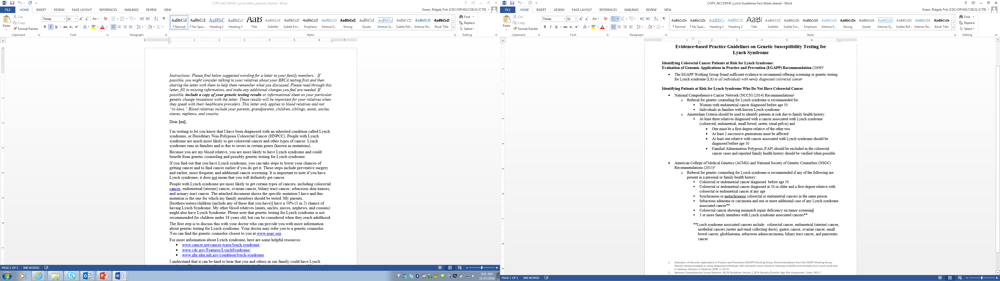 COPY_NCCDPHP_Lynch_letter_patients.cleared - Word
Green, Ridgely Fisk (CDC/OPHSS/CSELS) (CTR)
FILE HOME INSERT DESIGN PAGE LAYOUT REFERENCES MAILINGS REVIEW VIEW
Cut
Copy
Format Painter
Paste
Times 12
AaBbCcI AaBbCcI AaBbC AaBbCcI AaB AaBbCcC AaBbCcD AaBbCcD AaBbCcD AaBbCcD AaBbCcI AaBbCcI AABBCCD AABBCCD AaBbCcD
¶ Normal ¶ No Spac... Heading 1 Heading 2 Title Subtitle Subtle Em... Emphasis Intense E... Strong Quote Intense Q... Subtle Ref... Intense Re... Book Title
Find
Replace
Select
Clipboard Font Paragraph Styles Editing
Instructions: Please find below suggested wording for a letter to your family members. . If
possible, you might consider talking to your relatives about your BRCA testing first and then
sharing the letter with them to help them remember what you discussed. Please read through this
letter, fill in missing information, and make any additional changes you feel are needed. If
possible, include a copy of your genetic testing results or informational sheet on your particular
genetic change (mutation) with the letter. These results will be important for your relatives when
they speak with their healthcare providers. This letter only applies to blood relatives and not
“in-laws.” Blood relatives include your parents, grandparents, children, siblings, aunts, uncles,
nieces, nephews, and cousins.
Dear [xx],
I’m writing to let you know that I have been diagnosed with an inherited condition called Lynch
syndrome, or Hereditary Non-Polyposis Colorectal Cancer (HNPCC). People with Lynch
syndrome are much more likely to get colorectal cancer and other types of cancer. Lynch
syndrome runs in families and is due to errors in certain genes (known as mutations).
Because you are my blood relative, you are more likely to have Lynch syndrome and could
benefit from genetic counseling and possibly genetic testing for Lynch syndrome.
If you find out that you have Lynch syndrome, you can take steps to lower your chances of
getting cancer and to find cancer earlier if you do get it. These steps include preventive surgery
and earlier, more frequent, and additional cancer screening. It is important to note if you have
Lynch syndrome, it does not mean that you will definitely get cancer.
People with Lynch syndrome are more likely to get certain types of cancers, including colorectal
cancer, endometrial (uterine) cancer, ovarian cancer, biliary tract cancer, sebaceous skin tumors,
and urinary tract cancer. The attached document shows the specific mutation I have and this
mutation is the one for which my family members should be tested. My parents,
[brothers/sisters/children (include any of these that you have)] have a 50% (1 in 2) chance of
having Lynch Syndrome. My other blood relatives (aunts, uncles, nieces, nephews, and cousins)
might also have Lynch Syndrome. Please note that genetic testing for Lynch syndrome is not
recommended for children under 18 years old, but can be considered when they reach adulthood.
The first step is to discuss this with your doctor who can provide you with more information
about genetic testing for Lynch syndrome. Your doctor may refer you to a genetic counselor.
You can find the genetic counselor closest to you at www.nsgc.org.
For more information about Lynch syndrome, here are some helpful resources:
• www.cancer.net/cancer-types/lynch-syndrome
• www.cdc.gov/Features/LynchSyndrome/
• www.ghr.nlm.nih.gov/condition/lynch-syndrome
I understand that it can be hard to hear that you and others in our family could have Lynch
PAGE 1 OF 1 508 WORDS
9:51 AM
11/15/2016
COPY_NCCDPHP_Lynch Guidelines Fact Sheet.cleared - Word
Green, Ridgely Fisk (CDC/OPHSS/CSELS) (CTR)
FILE HOME INSERT DESIGN PAGE LAYOUT REFERENCES MAILINGS REVIEW VIEW
Cut
Copy
Format Painter
Paste
Times 11
AaBbCcDc AaBbCcDc AaBbCc AaBbCcD AaBI AaBbCcD AaBbCcDt AaBbCcDt AaBbCcDt AaBbCcDc AaBbCcDt AaBbCcDt AABBCCDE AABBCCDE AaBbCcDt
¶ Normal ¶ No Spac... Heading 1 Heading 2 Title Subtitle Subtle Em... Emphasis Intense E... Strong Quote Intense Q... Subtle Ref... Intense Re... Book Title
Find
Replace
Select
Clipboard Font Paragraph Styles Editing
Evidence-based Practice Guidelines on Genetic Susceptibility Testing for
Lynch Syndrome
Identifying Colorectal Cancer Patients at Risk for Lynch Syndrome:
Evaluation of Genomic Applications in Practice and Prevention (EGAPP) Recommendation (2009)1
• The EGAPP Working Group found sufficient evidence to recommend offering screening or genetic testing
for Lynch syndrome (LS) to all individuals with newly diagnosed colorectal cancer
Identifying Patients at Risk for Lynch Syndrome Who Do Not Have Colorectal Cancer
• National Comprehensive Cancer Network (NCCN) (2014) Recommendations2
o Referral for genetic counseling for Lynch syndrome is recommended for:
▪ Women with endometrial cancer diagnosed before age 50
▪ Individuals in families with known Lynch syndrome
o Amsterdam Criteria should be used to identify patients at risk due to family health history:
▪ At least three relatives diagnosed with a cancer associated with Lynch syndrome
(colorectal, endometrial, small bowel, ureter, renal-pelvis) and
• One must be a first-degree relative of the other two
• At least 2 successive generations must be affected
• At least one relative with cancer associated with Lynch syndrome should be
diagnosed before age 50
• Familial Adenomatous Polyposis (FAP) should be excluded in the colorectal
cancer cases and reported family health history should be verified when possible
• American College of Medical Genetics (ACMG) and National Society of Genetic Counselors (NSGC)
Recommendations (2015)3
o Referral for genetic counseling for Lynch syndrome is recommended if any of the following are
present in a personal or family health history:
▪ Colorectal or endometrial cancer diagnosed before age 50
▪ Colorectal or endometrial cancer diagnosed at 50 or older and a first-degree relative with
colorectal or endometrial cancer at any age
▪ Synchronous or metachronous colorectal or endometrial cancers in the same person
▪ Sebaceous adenoma or carcinoma and one or more additional case of any Lynch syndrome
associated cancer**
▪ Colorectal cancer showing mismatch repair deficiency on tumor screening
▪ 3 or more family members with Lynch syndrome associated cancers**
**Lynch syndrome associated cancers include: colorectal cancer, endometrial (uterine) cancer,
urothelial cancers (ureter and renal collecting ducts), gastric cancer, ovarian cancer, small
bowel cancer, glioblastoma, sebaceous adenocarcinoma, biliary tract cancer, and pancreatic
cancer
1. Evaluation of Genomic Applications in Practice and Prevention (EGAPP) Working Group. Recommendations from the EGAPP Working Group:
Genetic testing strategies in newly diagnosed individuals with colorectal cancer aimed at reducing morbidity and mortality from Lynch syndrome
in relatives. Genetics in Medicine 2009; 11:35-41.
2. National Comprehensive Cancer Network. NCCN Guidelines Version 2.2014 Genetics/Familial High-Risk Assessment: Colon. MS3-7.
PAGE 1 OF 1 349 WORDS